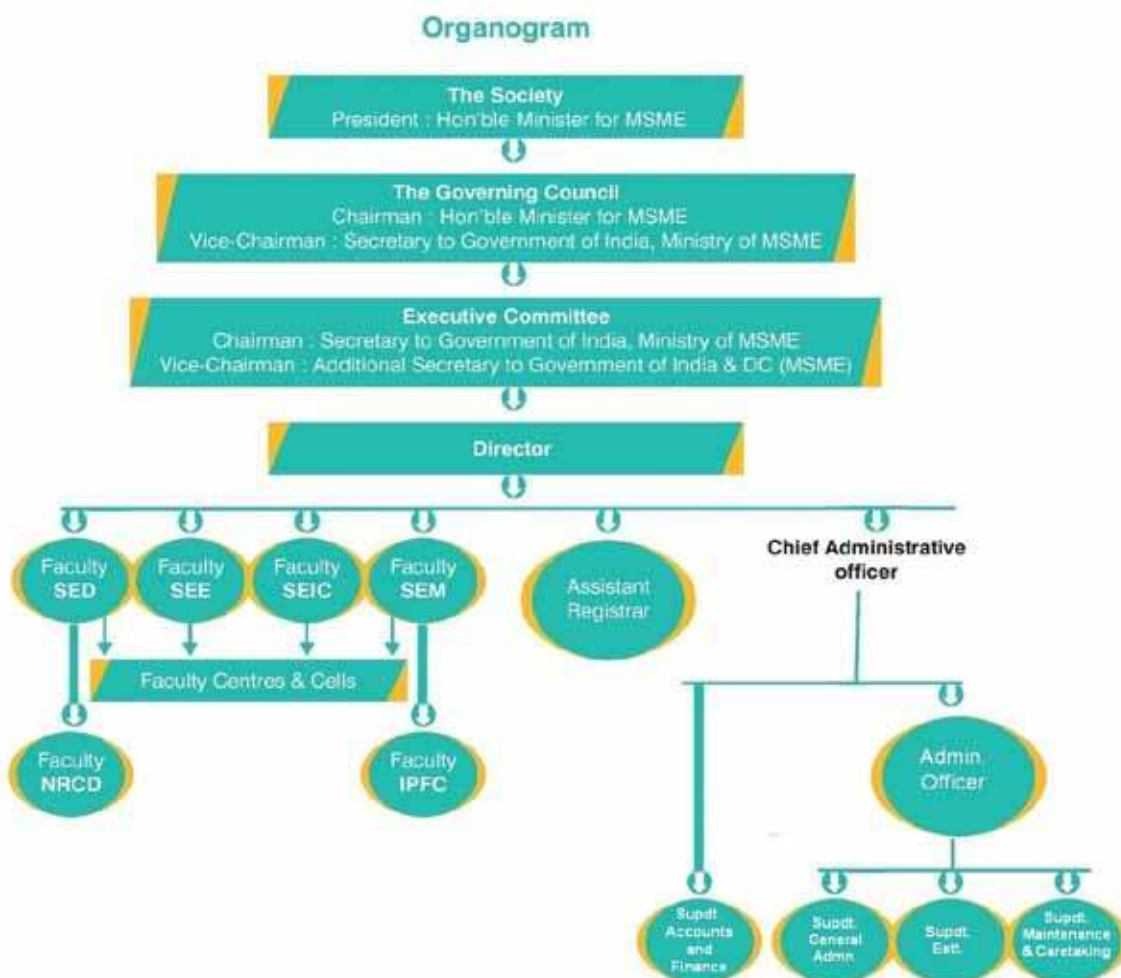 Organogram
The Society
President : Hon'ble Minister for MSME
The Governing Council
Chairman : Hon'ble Minister for MSME
Vice-Chairman : Secretary to Government of India, Ministry of MSME
Executive Committee
Chairman : Secretary to Government of India, Ministry of MSME
Vice-Chairman : Additional Secretary to Government of India & DC (MSME)
Director
Faculty
SED
Faculty
SEE
Faculty
SEIC
Faculty
SEM
Assistant
Registrar
Chief Administrative
officer
Faculty Centres & Cells
Faculty
NRCD
Faculty
IPFC
Admin.
Officer
Supdt.
Accounts
and
Finance
Supdt.
General
Admn
Supdt.
Estt.
Supdt.
Maintenance
& Caretaking